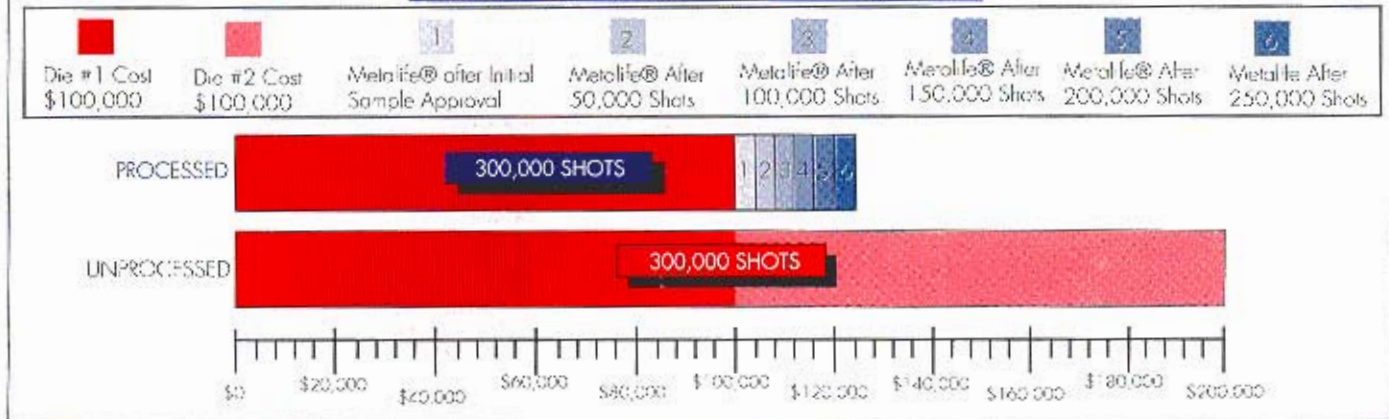 1
2
3
4
5
6
Die #1 Cost
$100,000
Die #2 Cost
$100,000
Metalife® after Initial
Sample Approval
Metalife® After
50,000 Shots
Metalife® After
100,000 Shots
Metalife® After
150,000 Shots
Metalife® After
200,000 Shots
Metalife After
250,000 Shots
PROCESSED
300,000 SHOTS
1 2 3 4 5 6
UNPROCESSED
300,000 SHOTS
$0
$20,000
$40,000
$60,000
$80,000
$100,000
$120,000
$140,000
$160,000
$180,000
$200,000